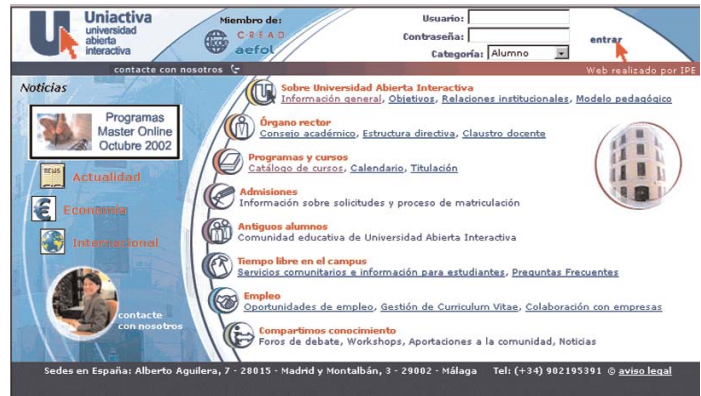 Uniactiva
universidad
abierta
interactiva
Miembro de:
CREAD
aefol
Usuario:
Contraseña:
Categoría: Alumno
entrar
contacte con nosotros
Web realizado por IPE
Noticias
Programas
Master Online
Octubre 2002
Actualidad
Economía
Internacional
contacte
con nosotros
Sobre Universidad Abierta Interactiva
Información general, Objetivos, Relaciones institucionales, Modelo pedagógico
Órgano rector
Consejo académico, Estructura directiva, Claustro docente
Programas y cursos
Catálogo de cursos, Calendario, Titulación
Admisiones
Información sobre solicitudes y proceso de matriculación
Antiguos alumnos
Comunidad educativa de Universidad Abierta Interactiva
Tiempo libre en el campus
Servicios comunitarios e información para estudiantes, Preguntas Frecuentes
Empleo
Oportunidades de empleo, Gestión de Curriculum Vitae, Colaboración con empresas
Compartimos conocimiento
Foros de debate, Workshops, Aportaciones a la comunidad, Noticias
Sedes en España: Alberto Aguilera, 7 - 28015 - Madrid y Montalbán, 3 - 29002 - Málaga Tel: (+34) 902195391 © aviso legal